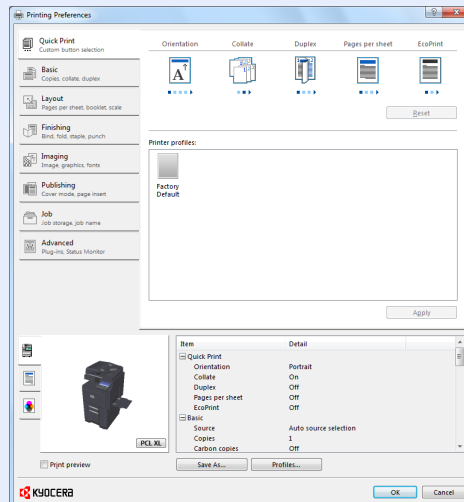 Printing Preferences
Quick Print
Custom button selection
Basic
Copies, collate, duplex
Layout
Pages per sheet, booklet, scale
Finishing
Bind, fold, staple, punch
Imaging
Image, graphics, fonts
Publishing
Cover mode, page insert
Job
Job storage, job name
Advanced
Plug-ins, Status Monitor
Orientation Collate Duplex Pages per sheet EcoPrint
Reset
Printer profiles:
Factory
Default
Apply
Item Detail
Quick Print
Orientation Portrait
Collate On
Duplex Off
Pages per sheet Off
EcoPrint Off
Basic
Source Auto source selection
Copies 1
Carbon copies Off
PCL XL
Print preview
Save As... Profiles...
KYOCERA
OK Cancel